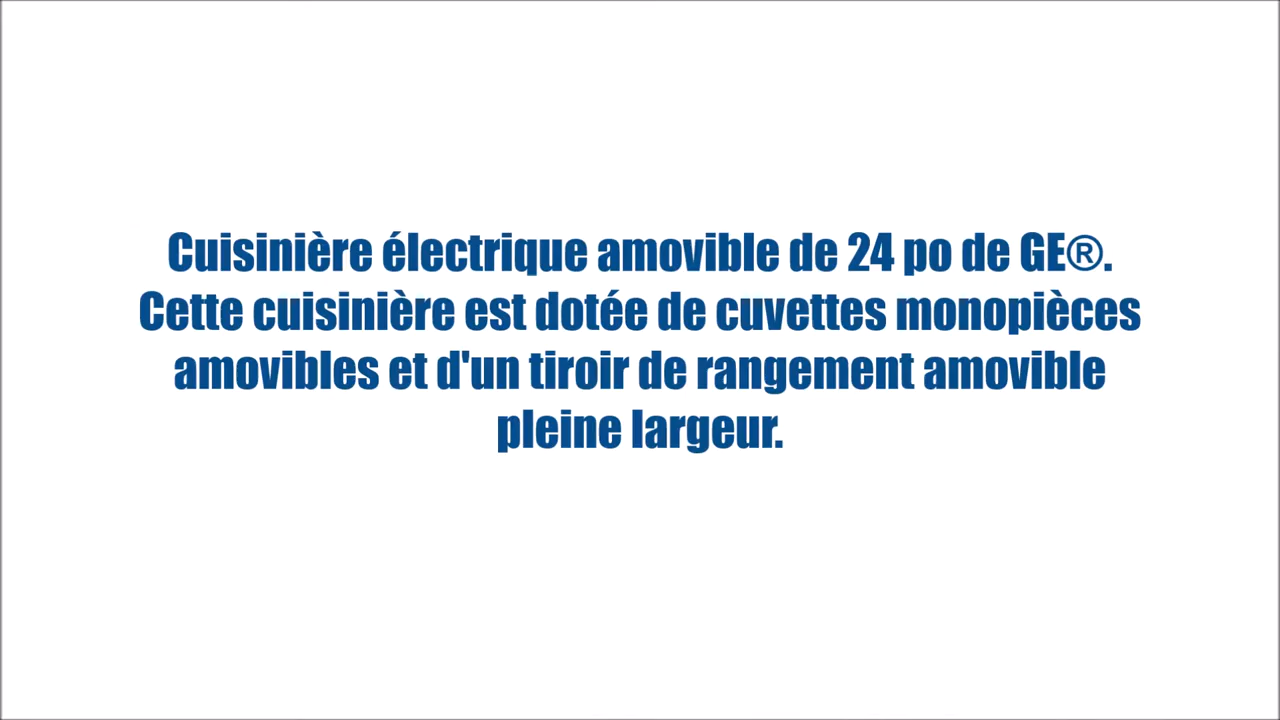 Cuisinière électrique amovible de 24 po de GE®.
Cette cuisinière est dotée de cuvettes monopièces
amovibles et d'un tiroir de rangement amovible
pleine largeur.